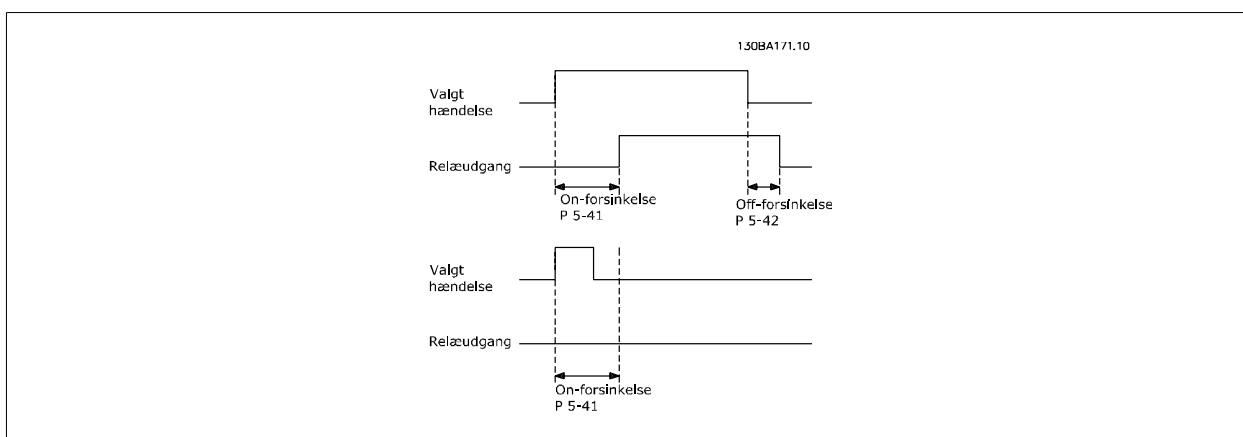 130BA171.10
Valgt
hændelse
Relæudgang
On-forsinkelse
P 5-41
Off-forsinkelse
P 5-42
Valgt
hændelse
Relæudgang
On-forsinkelse
P 5-41